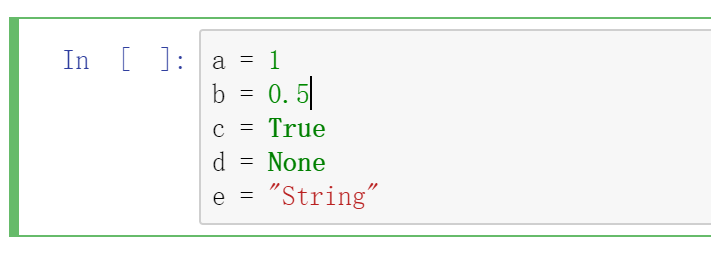 In [ ]: a = 1
b = 0.5
c = True
d = None
e = "String"